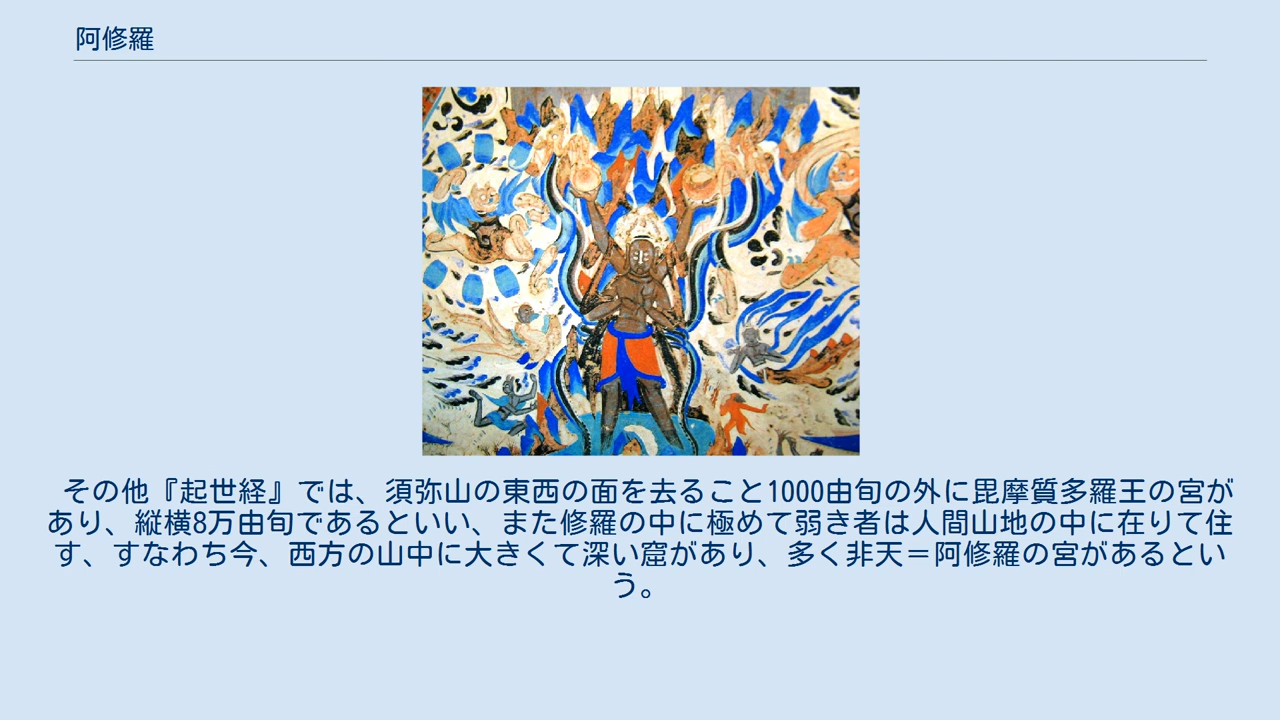 阿修羅
その他『起世経』では、須弥山の東西の面を去ること1000由旬の外に毘摩質多羅王の宮が
あり、縦横8万由旬であるといい、また修羅の中に極めて弱き者は人間山地の中に在りて住
す、すなわち今、西方の山中に大きくて深い窟があり、多く非天＝阿修羅の宮があるとい
う。